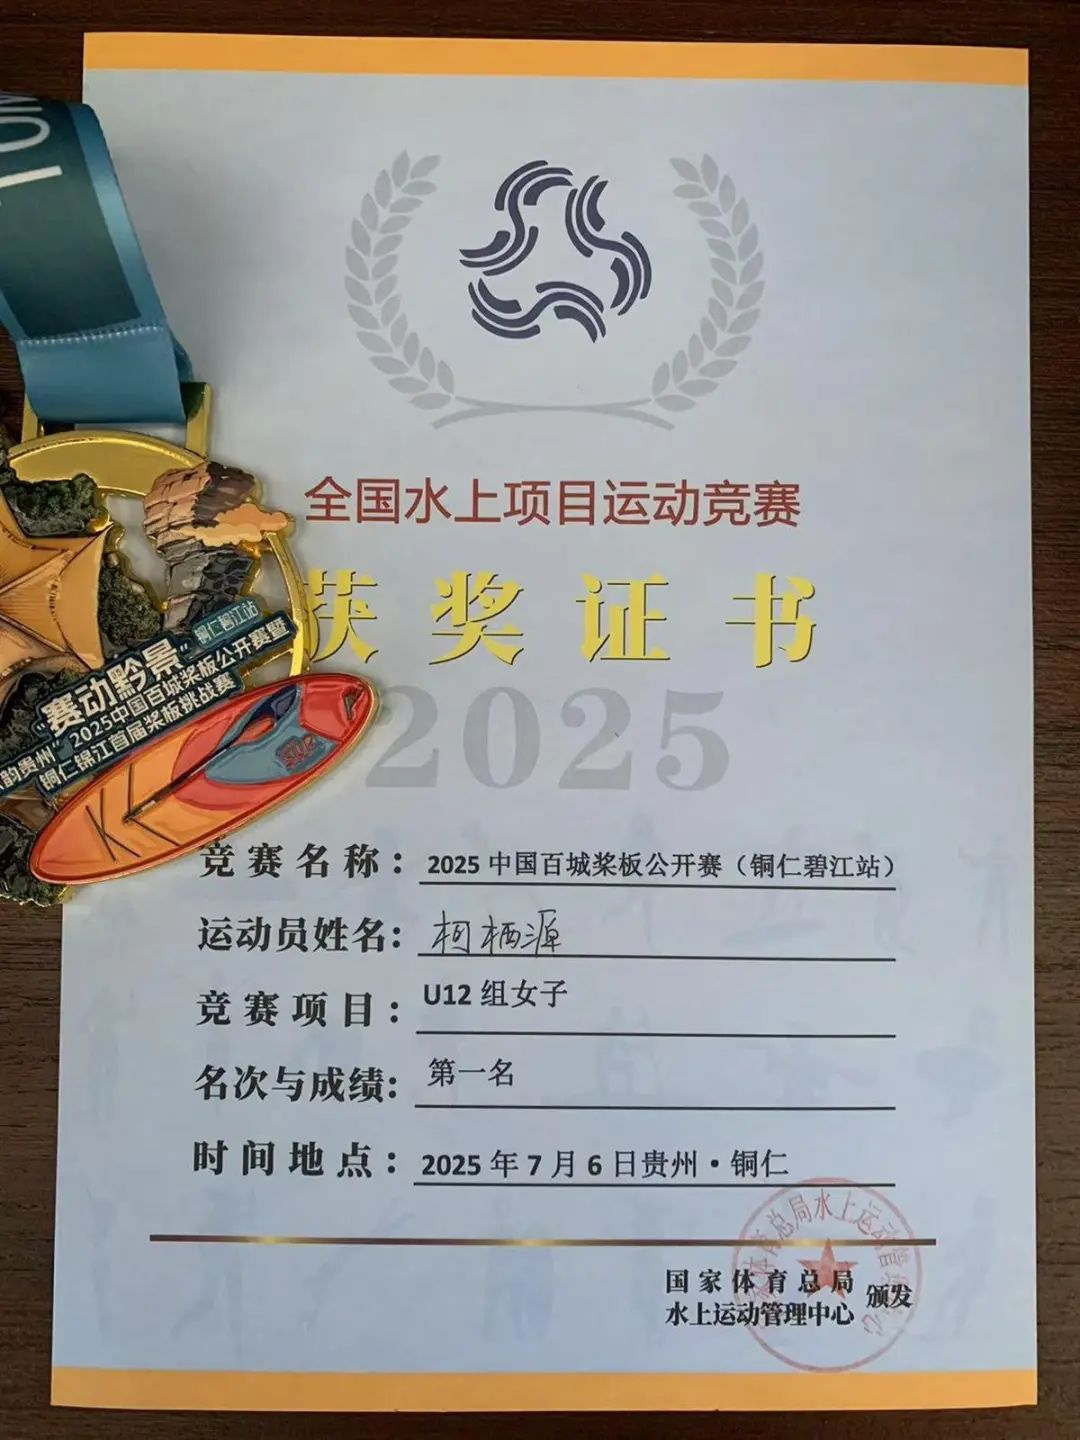 全国水上项目运动竞赛
获奖证书
2025
"赛动黔景"铜仁碧江站
韵贵州"2025中国百城桨板公开赛暨
铜仁锦江首届桨板挑战赛
SUP
竞赛名称：2025 中国百城桨板公开赛（铜仁碧江站）
运动员姓名：柯栖源
竞赛项目：U12 组女子
名次与成绩：第一名
时间地点：2025 年 7 月 6 日贵州·铜仁
国家体育总局
水上运动管理中心 颁发